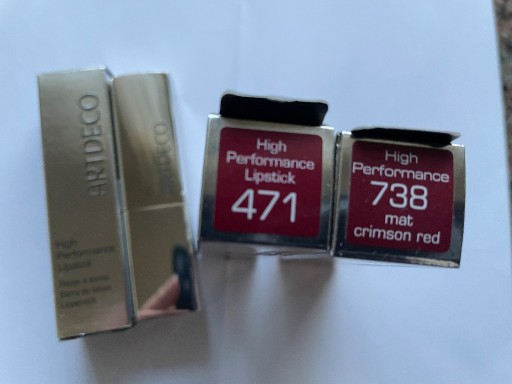 ARTDECO
High
Performance
Lipstick
ARTDECO
High
Performance
Lipstick
471
High
Performance
738
mat
crimson red